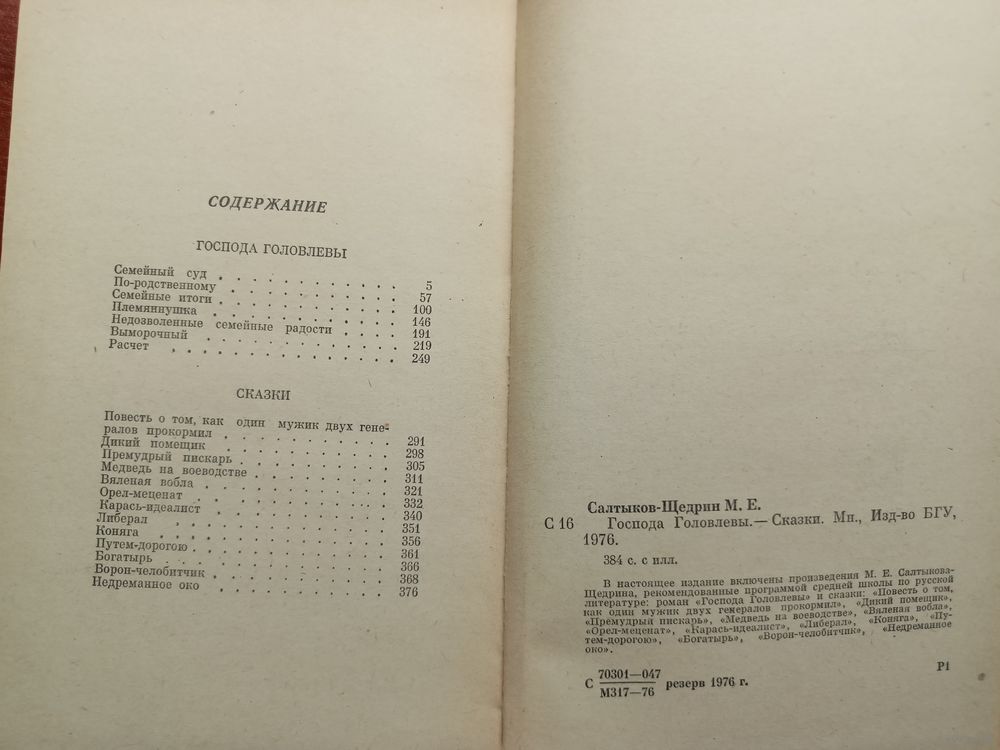 СОДЕРЖАНИЕ
ГОСПОДА ГОЛОВЛЕВЫ
Семейный суд . . . . . . . . . . . 5
По-родственному . . . . . . . . . . 57
Семейные итоги . . . . . . . . . . 100
Племяннушка . . . . . . . . . . 146
Недозволенные семейные радости . . . . 191
Выморочный . . . . . . . . . . 219
Расчет . . . . . . . . . . . . 249
СКАЗКИ
Повесть о том, как один мужик двух гене-
ралов прокормил . . . . . . . . . 291
Дикий помещик . . . . . . . . . 298
Премудрый пискарь . . . . . . . . 305
Медведь на воеводстве . . . . . . . 311
Вяленая вобла . . . . . . . . . 321
Орел-меценат . . . . . . . . . . 332
Карась-идеалист . . . . . . . . . 340
Либерал . . . . . . . . . . . 351
Коняга . . . . . . . . . . . . 356
Путем-дорогою . . . . . . . . . . 361
Богатырь . . . . . . . . . . . 366
Ворон-челобитчик . . . . . . . . . 368
Недреманное око . . . . . . . . . 376
Салтыков-Щедрин М. Е.
С 16 Господа Головлевы.— Сказки. Мн., Изд-во БГУ,
1976.
384 с. с илл.
В настоящее издание включены произведения М. Е. Салтыкова-
Щедрина, рекомендованные программой средней школы по русской
литературе: роман «Господа Головлевы» и сказки: «Повесть о том,
как один мужик двух генералов прокормил», «Дикий помещик»,
«Премудрый пискарь», «Медведь на воеводстве», «Вяленая вобла»,
«Орел-меценат», «Карась-идеалист», «Либерал», «Коняга», «Пу-
тем-дорогою», «Богатырь», «Ворон-челобитчик», «Недреманное
око».
Р1
С 70301—047
М317—76 резерв 1976 г.